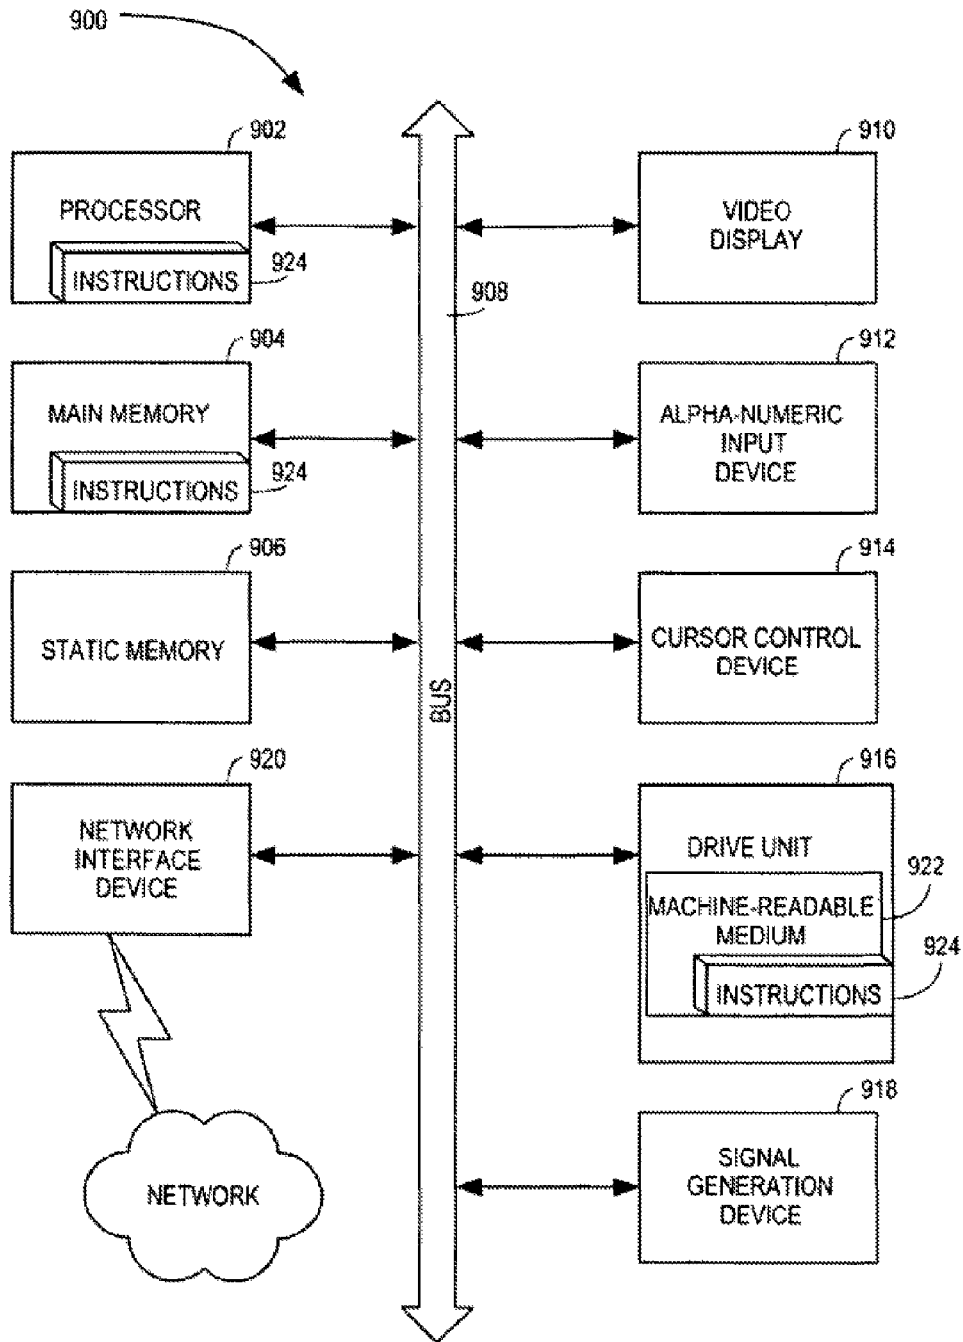 900
902
PROCESSOR
INSTRUCTIONS
924
904
MAIN MEMORY
INSTRUCTIONS
924
906
STATIC MEMORY
920
NETWORK
INTERFACE
DEVICE
NETWORK
908
BUS
910
VIDEO
DISPLAY
912
ALPHA-NUMERIC
INPUT
DEVICE
914
CURSOR CONTROL
DEVICE
916
DRIVE UNIT
922
MACHINE-READABLE
MEDIUM
924
INSTRUCTIONS
918
SIGNAL
GENERATION
DEVICE